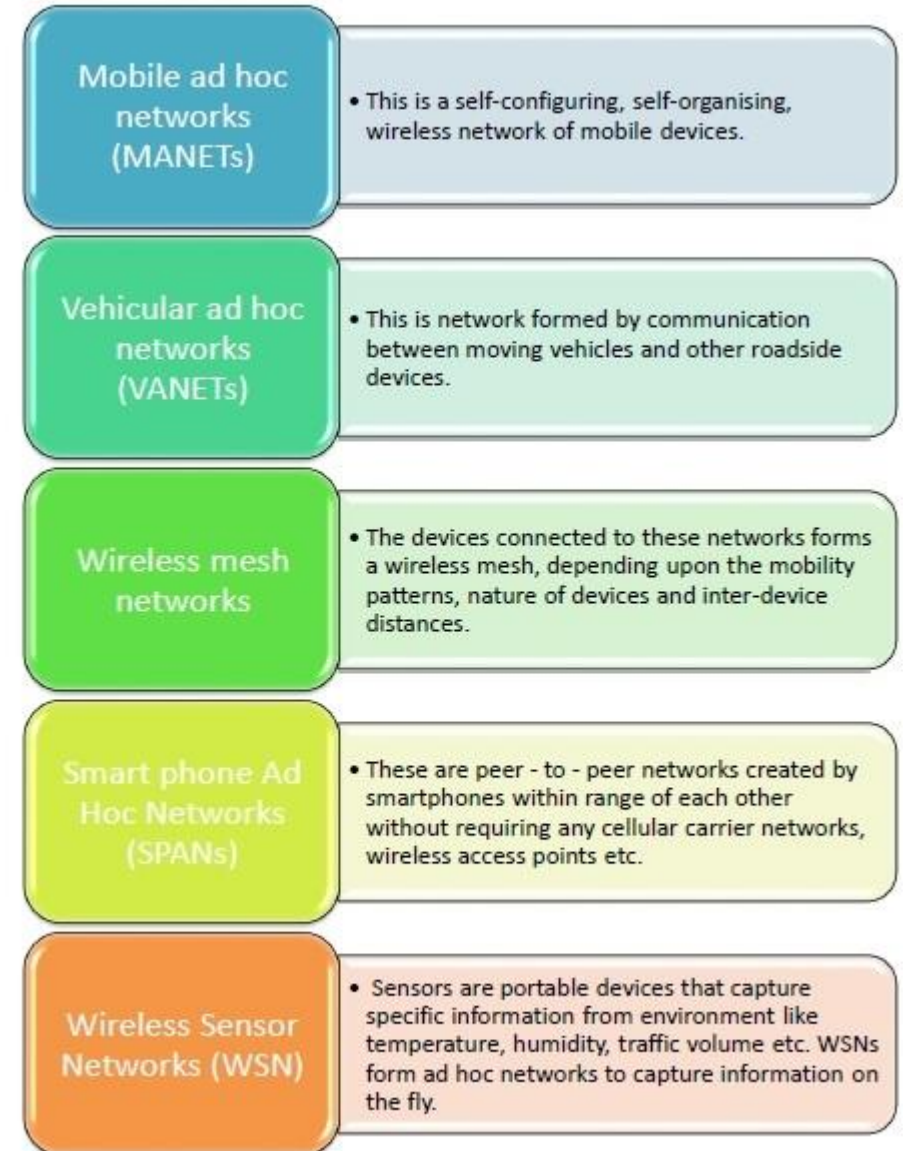 Mobile ad hoc
networks
(MANETs)
• This is a self-configuring, self-organising,
wireless network of mobile devices.
Vehicular ad hoc
networks
(VANETs)
• This is network formed by communication
between moving vehicles and other roadside
devices.
Wireless mesh
networks
• The devices connected to these networks forms
a wireless mesh, depending upon the mobility
patterns, nature of devices and inter-device
distances.
Smart phone Ad
Hoc Networks
(SPANs)
• These are peer - to - peer networks created by
smartphones within range of each other
without requiring any cellular carrier networks,
wireless access points etc.
Wireless Sensor
Networks (WSN)
• Sensors are portable devices that capture
specific information from environment like
temperature, humidity, traffic volume etc. WSNs
form ad hoc networks to capture information on
the fly.